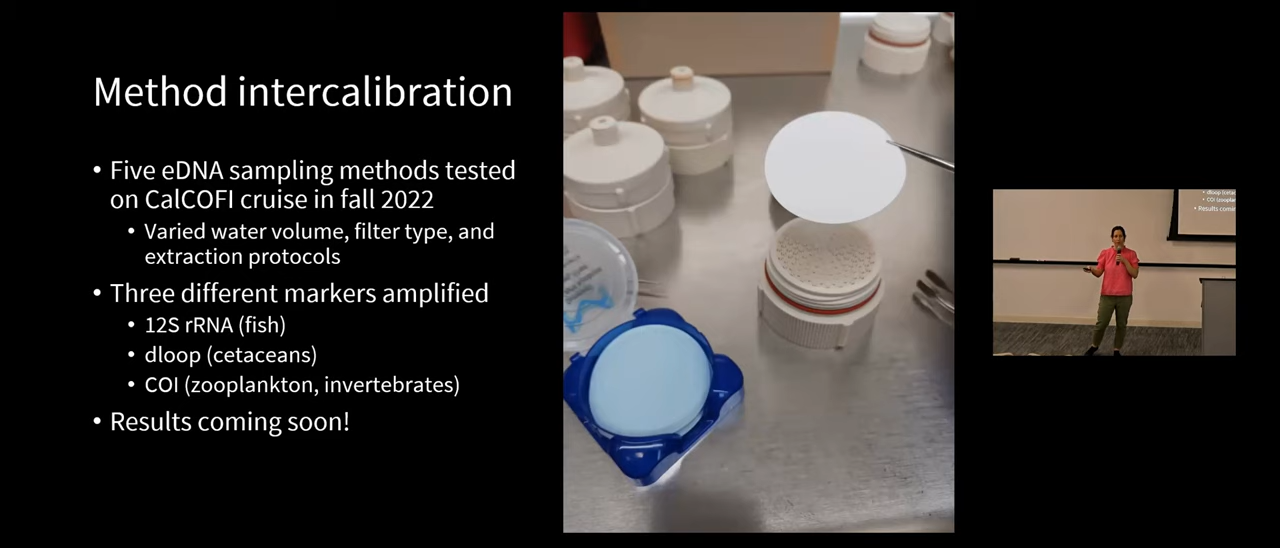 Method intercalibration
• Five eDNA sampling methods tested
on CalCOFI cruise in fall 2022
• Varied water volume, filter type, and
extraction protocols
• Three different markers amplified
• 12S rRNA (fish)
• dloop (cetaceans)
• COI (zooplankton, invertebrates)
• Results coming soon!